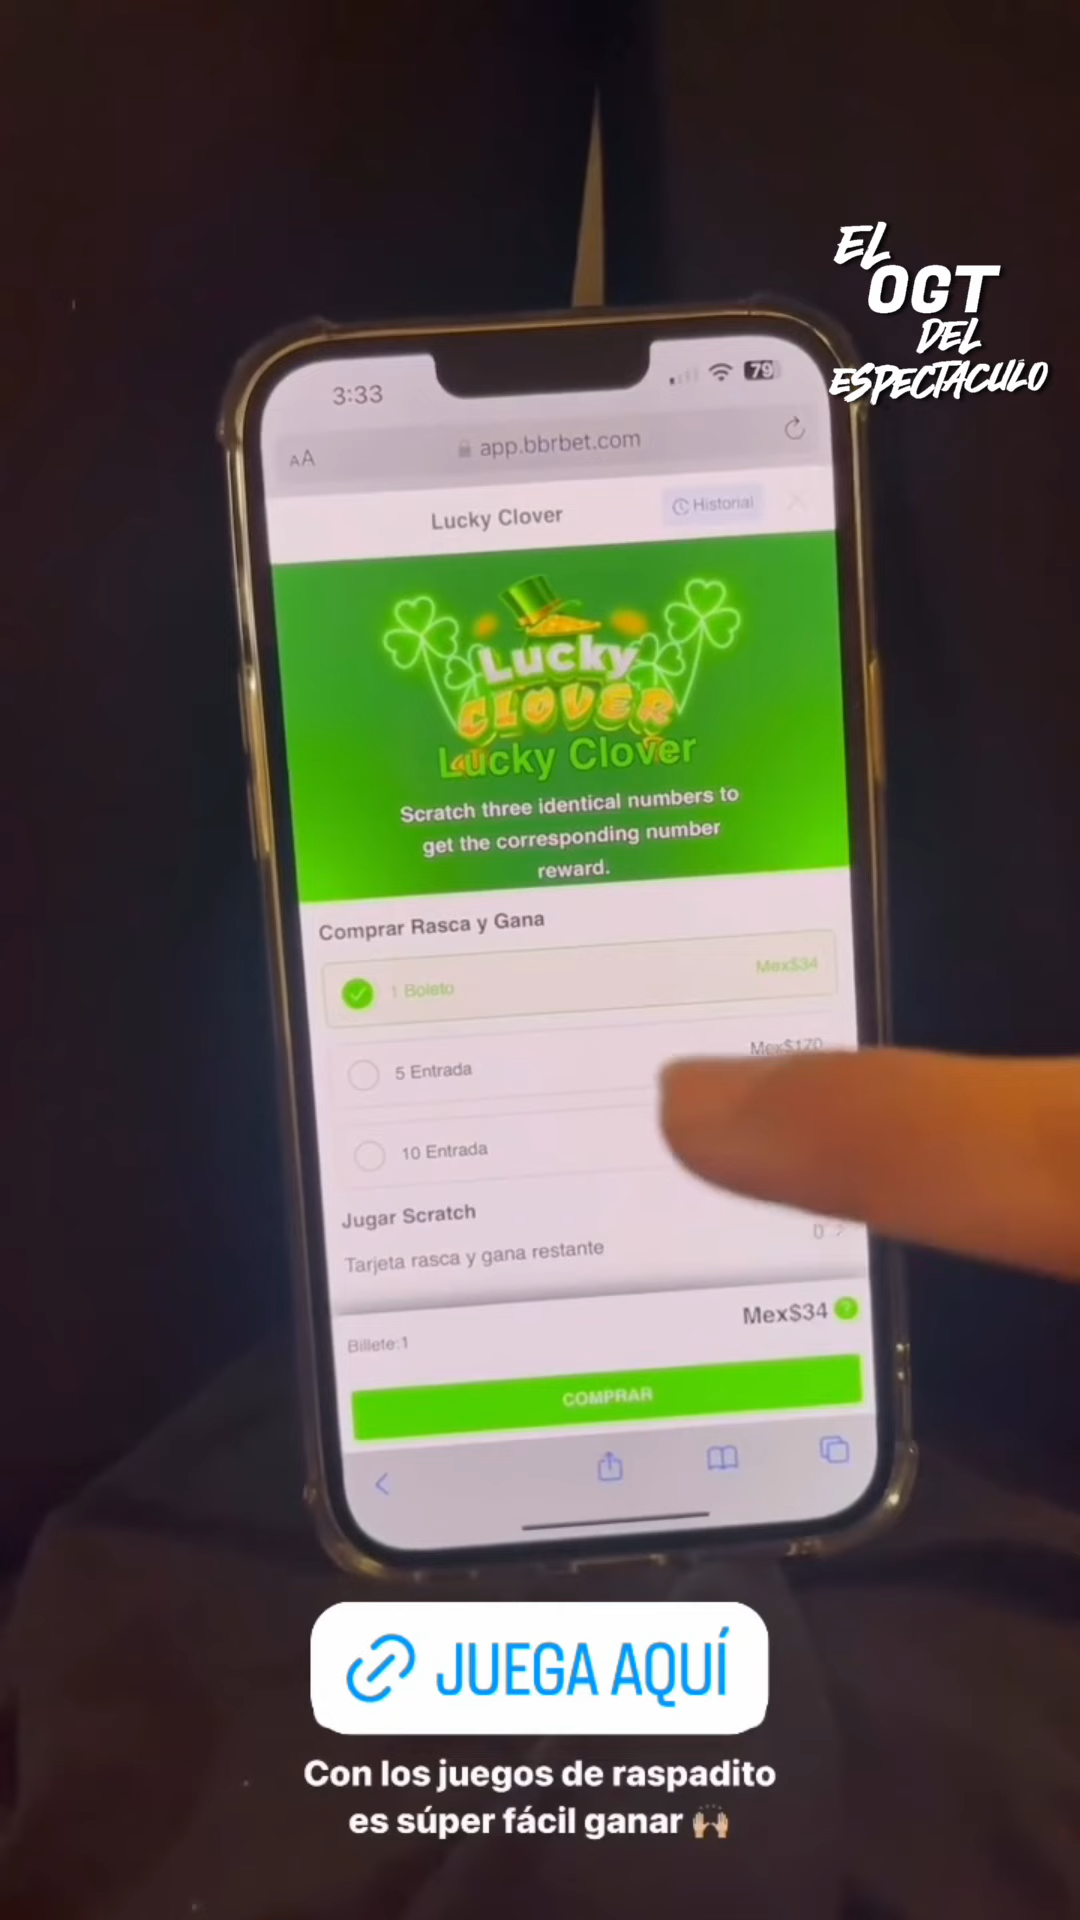 EL
OGT
DEL
ESPECTACULO
3:33
79
AA
app.bbrbet.com
Lucky Clover
Historial
Lucky
CLOVER
Lucky Clover
Scratch three identical numbers to
get the corresponding number
reward.
Comprar Rasca y Gana
1 Boleto
Mex$34
5 Entrada
Mex$170
10 Entrada
Jugar Scratch
Tarjeta rasca y gana restante
0 >
Billete:1
Mex$34 ?
COMPRAR
JUEGA AQUÍ
Con los juegos de raspadito
es súper fácil ganar 🙌🏼